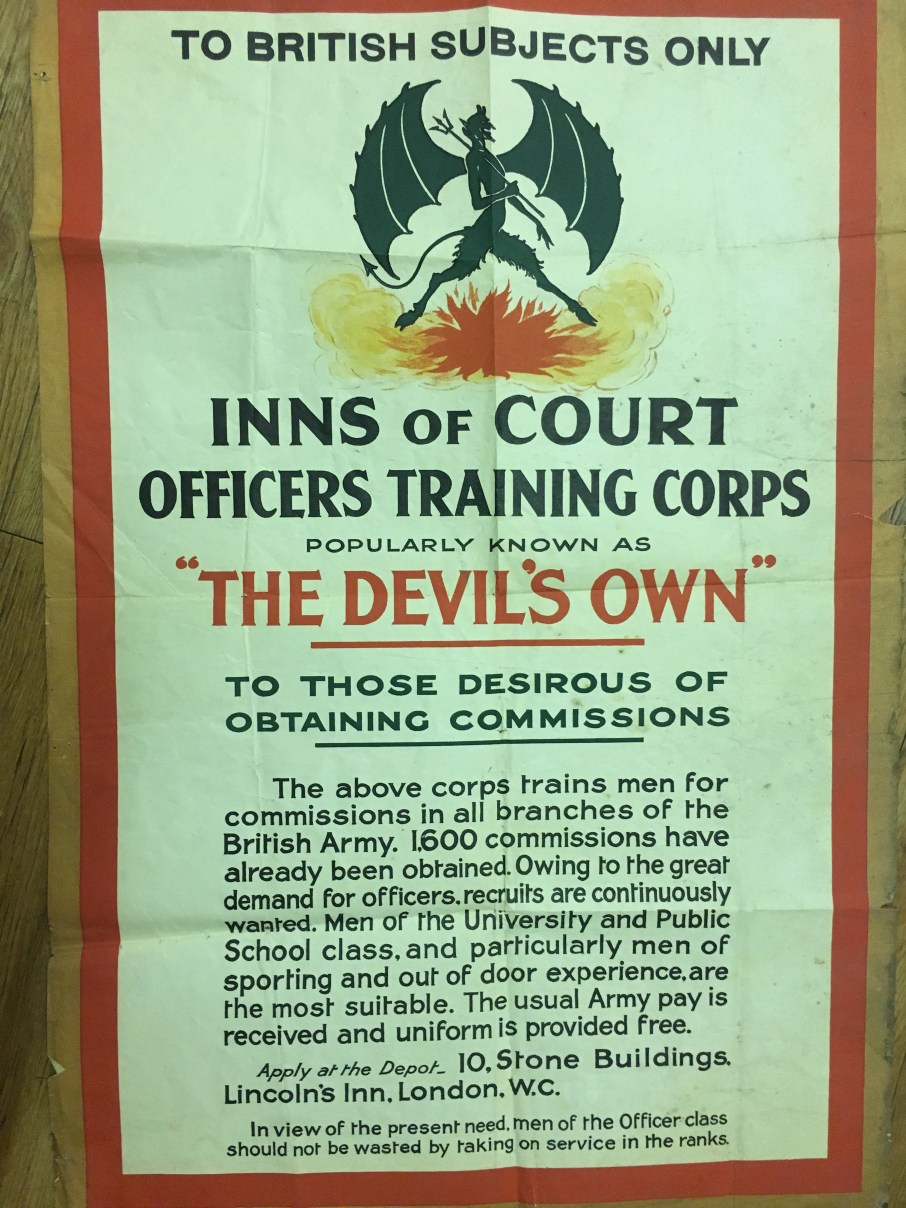 TO BRITISH SUBJECTS ONLY
INNS OF COURT
OFFICERS TRAINING CORPS
POPULARLY KNOWN AS
"THE DEVIL'S OWN"
TO THOSE DESIROUS OF
OBTAINING COMMISSIONS
The above corps trains men for
commissions in all branches of the
British Army. 1,600 commissions have
already been obtained. Owing to the great
demand for officers, recruits are continuously
wanted. Men of the University and Public
School class, and particularly men of
sporting and out of door experience, are
the most suitable. The usual Army pay is
received and uniform is provided free.
Apply at the Depot_ 10, Stone Buildings,
Lincoln's Inn, London, W.C.
In view of the present need, men of the Officer class
should not be wasted by taking on service in the ranks.